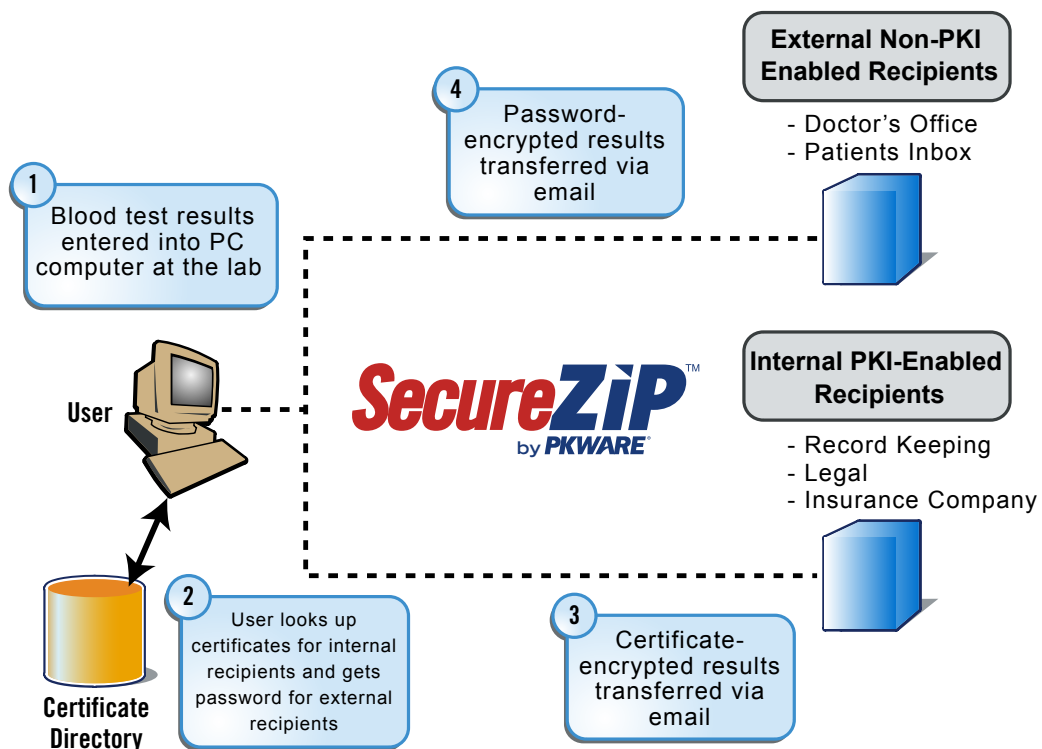 1
Blood test results
entered into PC
computer at the lab
User
Certificate
Directory
2
User looks up
certificates for internal
recipients and gets
password for external
recipients
SecureZiP™
by PKWARE®
3
Certificate-
encrypted results
transferred via
email
4
Password-
encrypted results
transferred via
email
External Non-PKI
Enabled Recipients
- Doctor's Office
- Patients Inbox
Internal PKI-Enabled
Recipients
- Record Keeping
- Legal
- Insurance Company